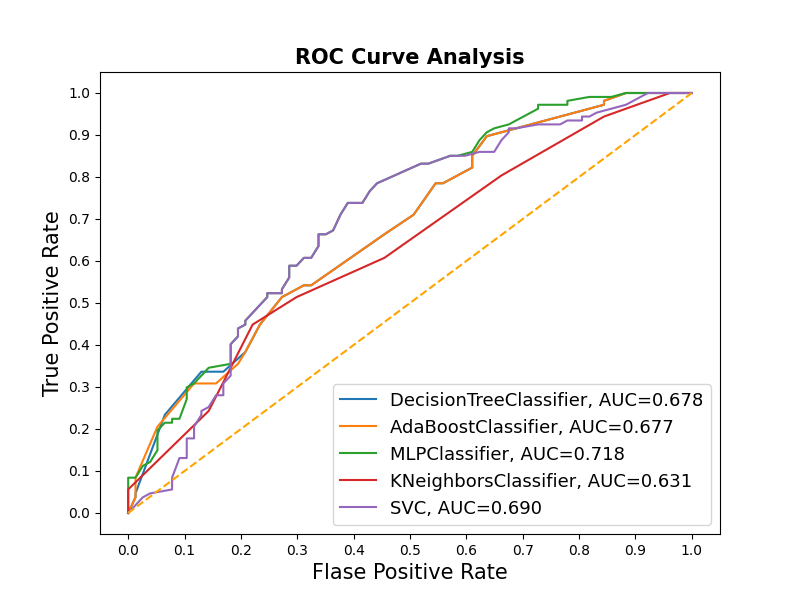 ROC Curve Analysis
True Positive Rate
1.0
0.9
0.8
0.7
0.6
0.5
0.4
0.3
0.2
0.1
0.0
DecisionTreeClassifier, AUC=0.678
AdaBoostClassifier, AUC=0.677
MLPClassifier, AUC=0.718
KNeighborsClassifier, AUC=0.631
SVC, AUC=0.690
0.0 0.1 0.2 0.3 0.4 0.5 0.6 0.7 0.8 0.9 1.0
Flase Positive Rate